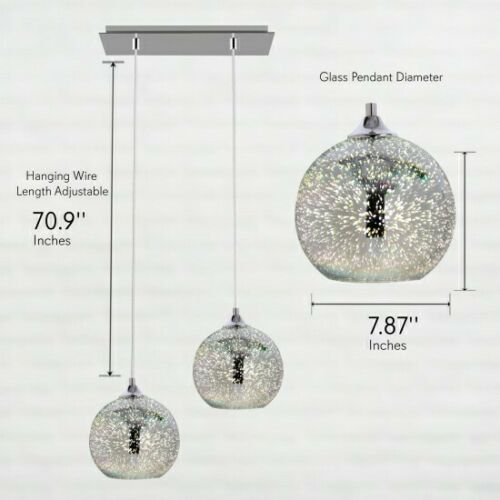 Glass Pendant Diameter
Hanging Wire
Length Adjustable
70.9''
Inches
7.87''
Inches